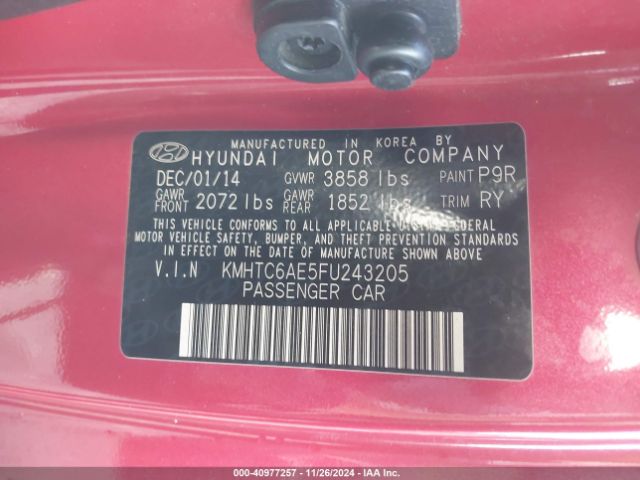 MANUFACTURED IN KOREA BY
HYUNDAI MOTOR COMPANY
DEC/01/14 GVWR 3858 lbs PAINT P9R
GAWR FRONT 2072 lbs GAWR REAR 1852 lbs TRIM RY
THIS VEHICLE CONFORMS TO ALL APPLICABLE U.S FEDERAL
MOTOR VEHICLE SAFETY, BUMPER, AND THEFT PREVENTION STANDARDS
IN EFFECT ON THE DATE OF MANUFACTURE SHOWN ABOVE
V.I.N KMHTC6AE5FU243205
PASSENGER CAR
000-40977257 - 11/26/2024 - IAA Inc.